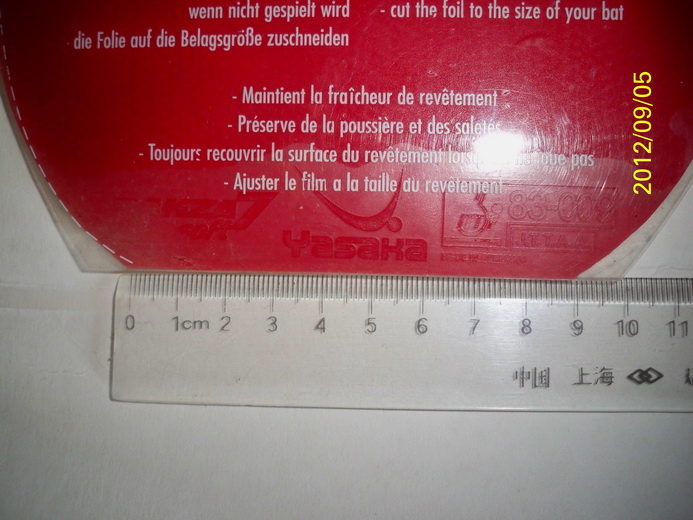 wenn nicht gespielt wird
die Folie auf die Belagsgröße zuschneiden
- cut the foil to the size of your bat
- Maintient la fraîcheur de revêtement
- Préserve de la poussière et des saletés
- Toujours recouvrir la surface du revêtement pas
- Ajuster le film a la taille du revêtement
Yasaka
2012/09/05
0 1cm 2 3 4 5 6 7 8 9 10 11
中国 上海